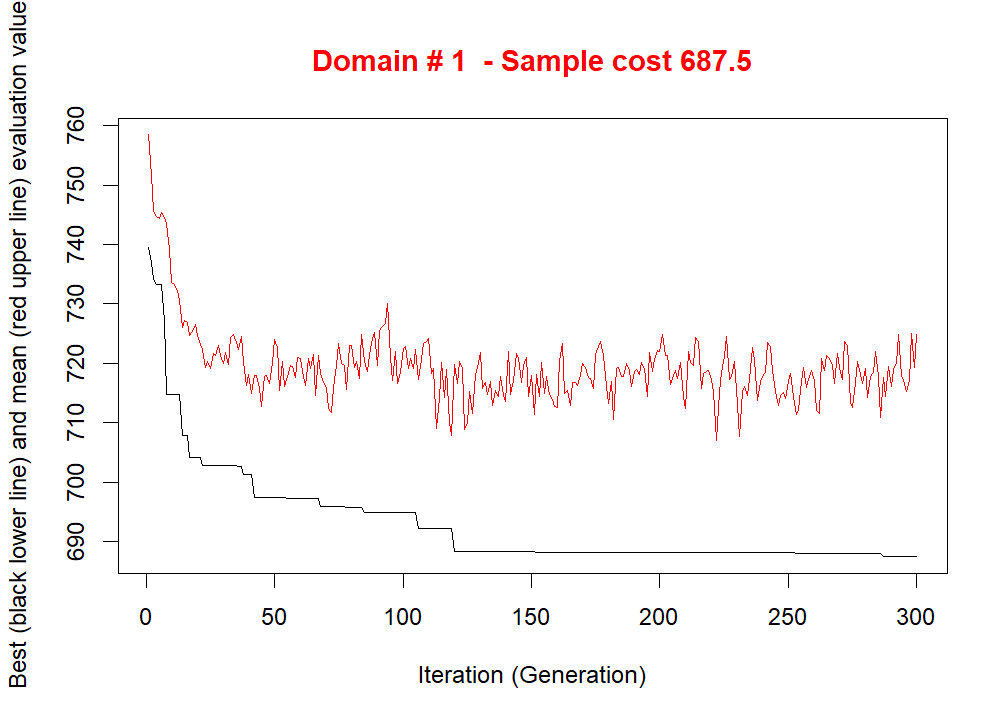 Domain # 1 - Sample cost 687.5
Best (black lower line) and mean (red upper line) evaluation value
760
750
740
730
720
710
700
690
0 50 100 150 200 250 300
Iteration (Generation)